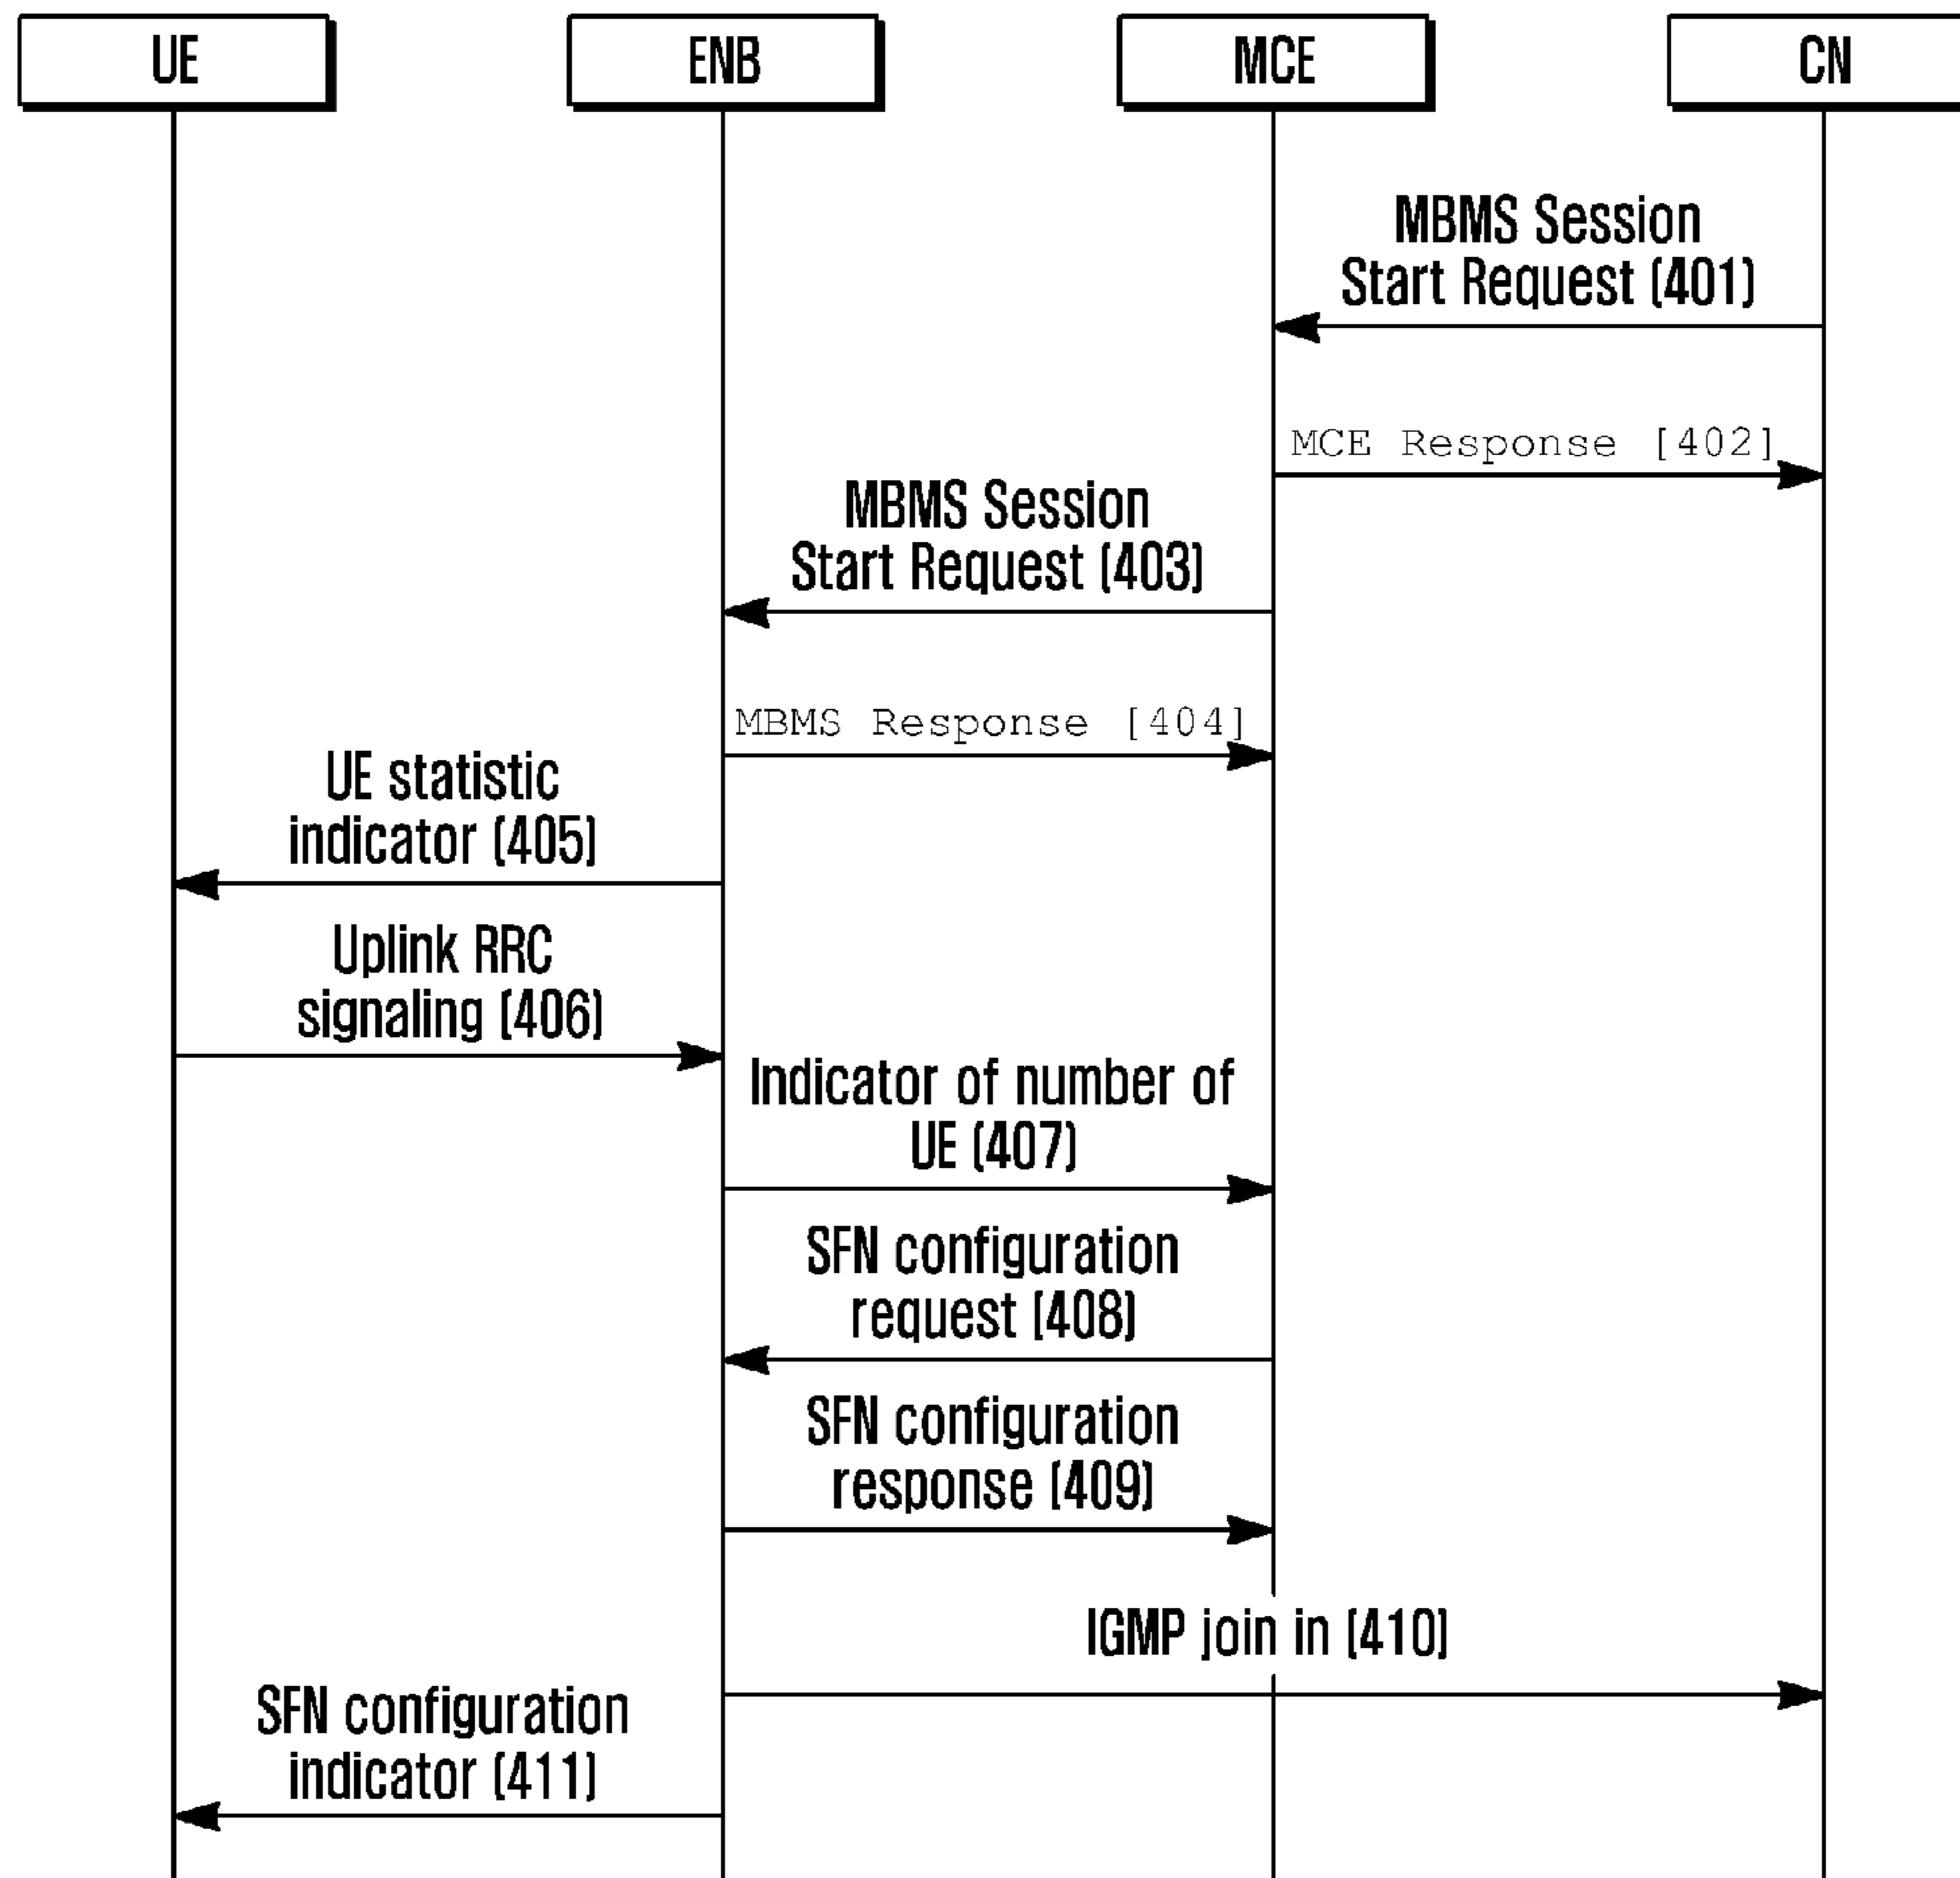 UE
ENB
MCE
CN
MBMS Session
Start Request (401)
MCE Response [402]
MBMS Session
Start Request (403)
MBMS Response [404]
UE statistic
indicator (405)
Uplink RRC
signaling (406)
Indicator of number of
UE (407)
SFN configuration
request (408)
SFN configuration
response (409)
IGMP join in (410)
SFN configuration
indicator (411)